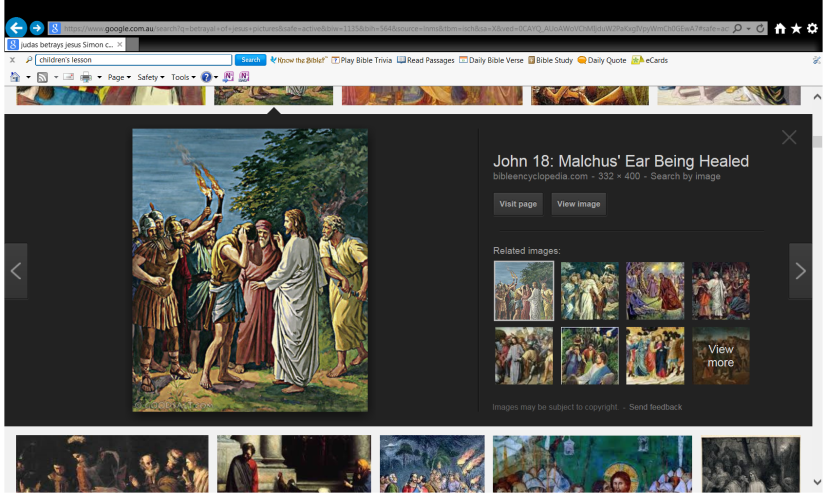 https://www.google.com.au/search?q=betrayal+of+jesus+pictures&safe=active&biw=1135&bih=564&source=lnms&tbm=isch&sa=X&
judas betrays jesus Simon c...
x children's lesson Search Know the Bible? Play Bible Trivia Read Passages Daily Bible Verse Bible Study Daily Quote eCards
Page Safety Tools
John 18: Malchus' Ear Being Healed
bibleencyclopedia.com - 332 × 400 - Search by image
Visit page View image
Related images:
View
more
Images may be subject to copyright. - Send feedback